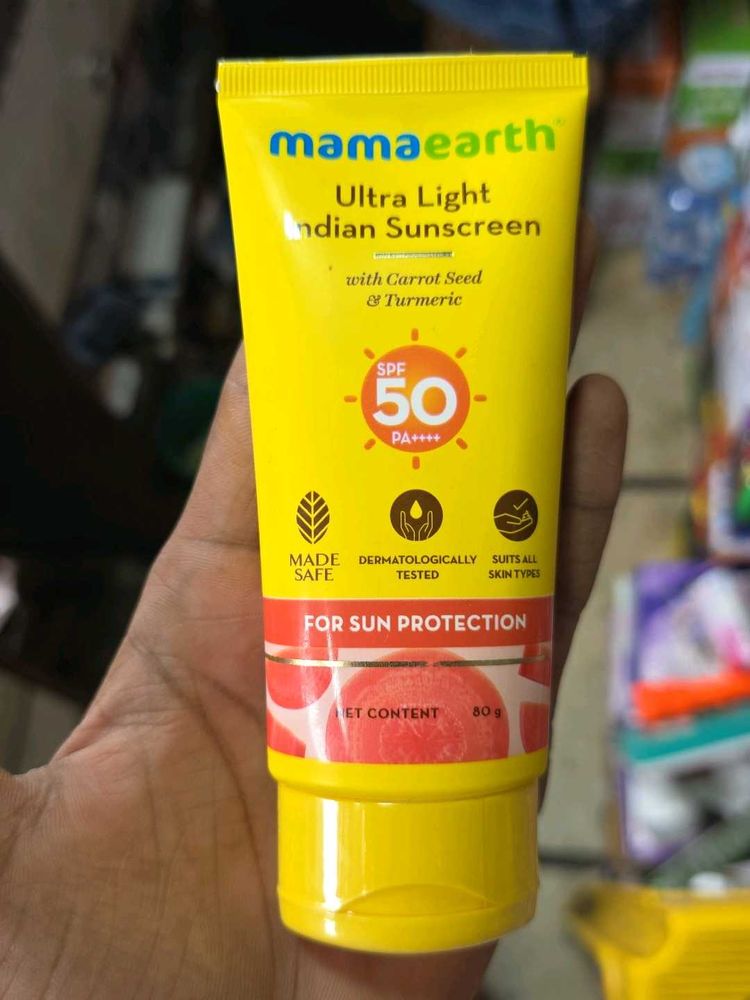 mamaearth®
Ultra Light
Indian Sunscreen
with Carrot Seed
& Turmeric
SPF
50
PA++++
MADE
SAFE
DERMATOLOGICALLY
TESTED
SUITS ALL
SKIN TYPES
FOR SUN PROTECTION
NET CONTENT 80 g